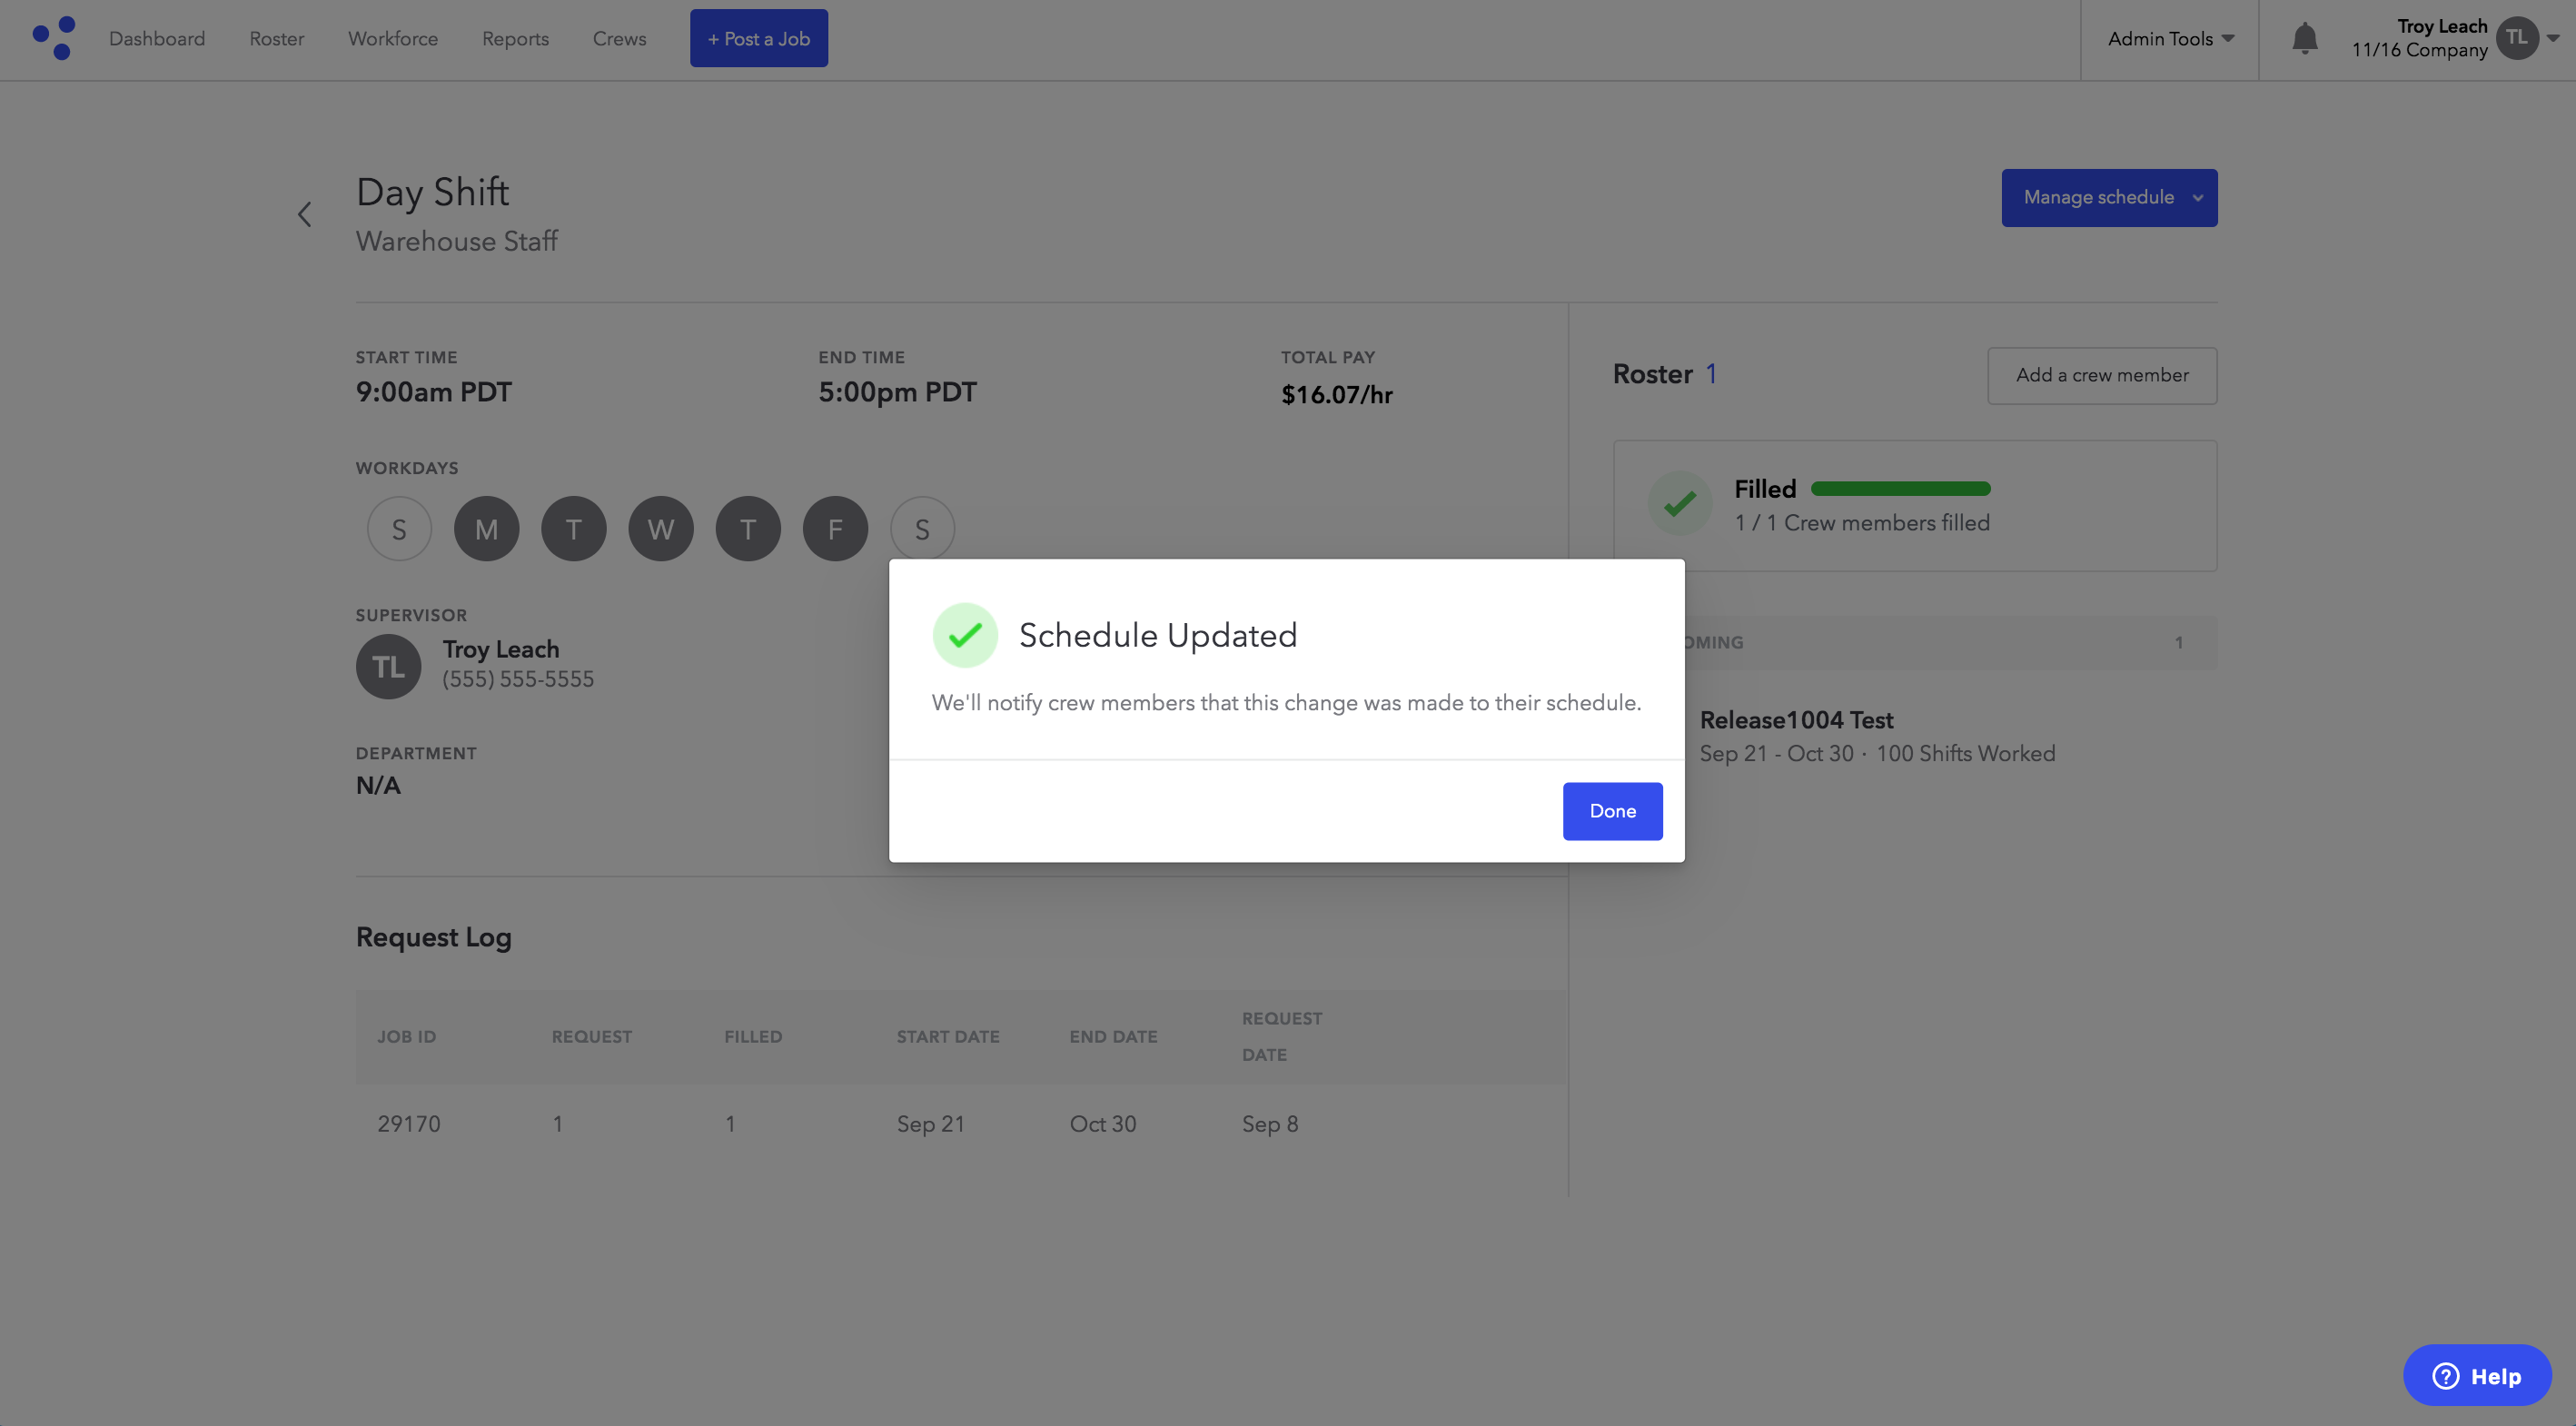 Dashboard
Roster
Workforce
Reports
Crews
+ Post a Job
Admin Tools
Troy Leach
11/16 Company
TL
Day Shift
Warehouse Staff
Manage schedule
START TIME
9:00am PDT
END TIME
5:00pm PDT
TOTAL PAY
$16.07/hr
WORKDAYS
S M T W T F S
SUPERVISOR
TL
Troy Leach
(555) 555-5555
DEPARTMENT
N/A
Roster 1
Add a crew member
Filled
1 / 1 Crew members filled
1
Release1004 Test
Sep 21 - Oct 30 · 100 Shifts Worked
Schedule Updated
We'll notify crew members that this change was made to their schedule.
Done
Request Log
JOB ID REQUEST FILLED START DATE END DATE REQUEST DATE
29170 1 1 Sep 21 Oct 30 Sep 8
? Help